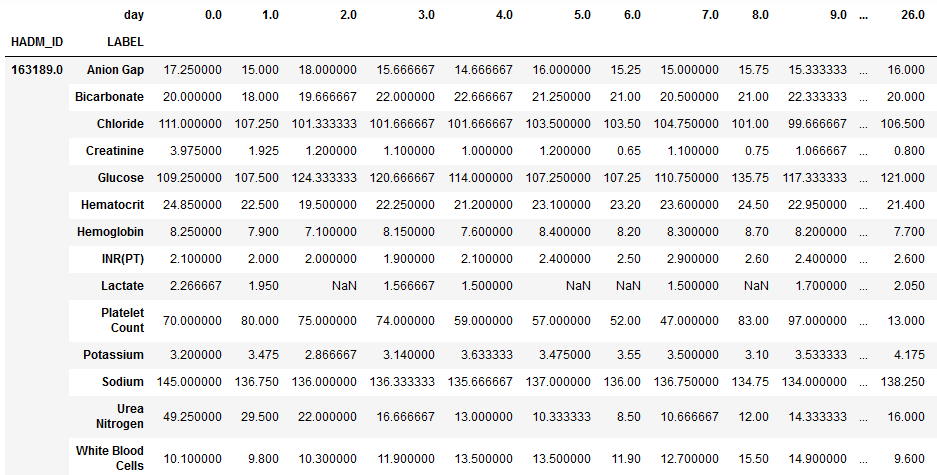 day 0.0 1.0 2.0 3.0 4.0 5.0 6.0 7.0 8.0 9.0 ... 26.0
HADM_ID LABEL
163189.0 Anion Gap 17.250000 15.000 18.000000 15.666667 14.666667 16.000000 15.25 15.000000 15.75 15.333333 ... 16.000
Bicarbonate 20.000000 18.000 19.666667 22.000000 22.666667 21.250000 21.00 20.500000 21.00 22.333333 ... 20.000
Chloride 111.000000 107.250 101.333333 101.666667 101.666667 103.500000 103.50 104.750000 101.00 99.666667 ... 106.500
Creatinine 3.975000 1.925 1.200000 1.100000 1.000000 1.200000 0.65 1.100000 0.75 1.066667 ... 0.800
Glucose 109.250000 107.500 124.333333 120.666667 114.000000 107.250000 107.25 110.750000 135.75 117.333333 ... 121.000
Hematocrit 24.850000 22.500 19.500000 22.250000 21.200000 23.100000 23.20 23.600000 24.50 22.950000 ... 21.400
Hemoglobin 8.250000 7.900 7.100000 8.150000 7.600000 8.400000 8.20 8.300000 8.70 8.200000 ... 7.700
INR(PT) 2.100000 2.000 2.000000 1.900000 2.100000 2.400000 2.50 2.900000 2.60 2.400000 ... 2.600
Lactate 2.266667 1.950 NaN 1.566667 1.500000 NaN NaN 1.500000 NaN 1.700000 ... 2.050
Platelet
Count 70.000000 80.000 75.000000 74.000000 59.000000 57.000000 52.00 47.000000 83.00 97.000000 ... 13.000
Potassium 3.200000 3.475 2.866667 3.140000 3.633333 3.475000 3.55 3.500000 3.10 3.533333 ... 4.175
Sodium 145.000000 136.750 136.000000 136.333333 135.666667 137.000000 136.00 136.750000 134.75 134.000000 ... 138.250
Urea
Nitrogen 49.250000 29.500 22.000000 16.666667 13.000000 10.333333 8.50 10.666667 12.00 14.333333 ... 16.000
White Blood
Cells 10.100000 9.800 10.300000 11.900000 13.500000 13.500000 11.90 12.700000 15.50 14.900000 ... 9.600